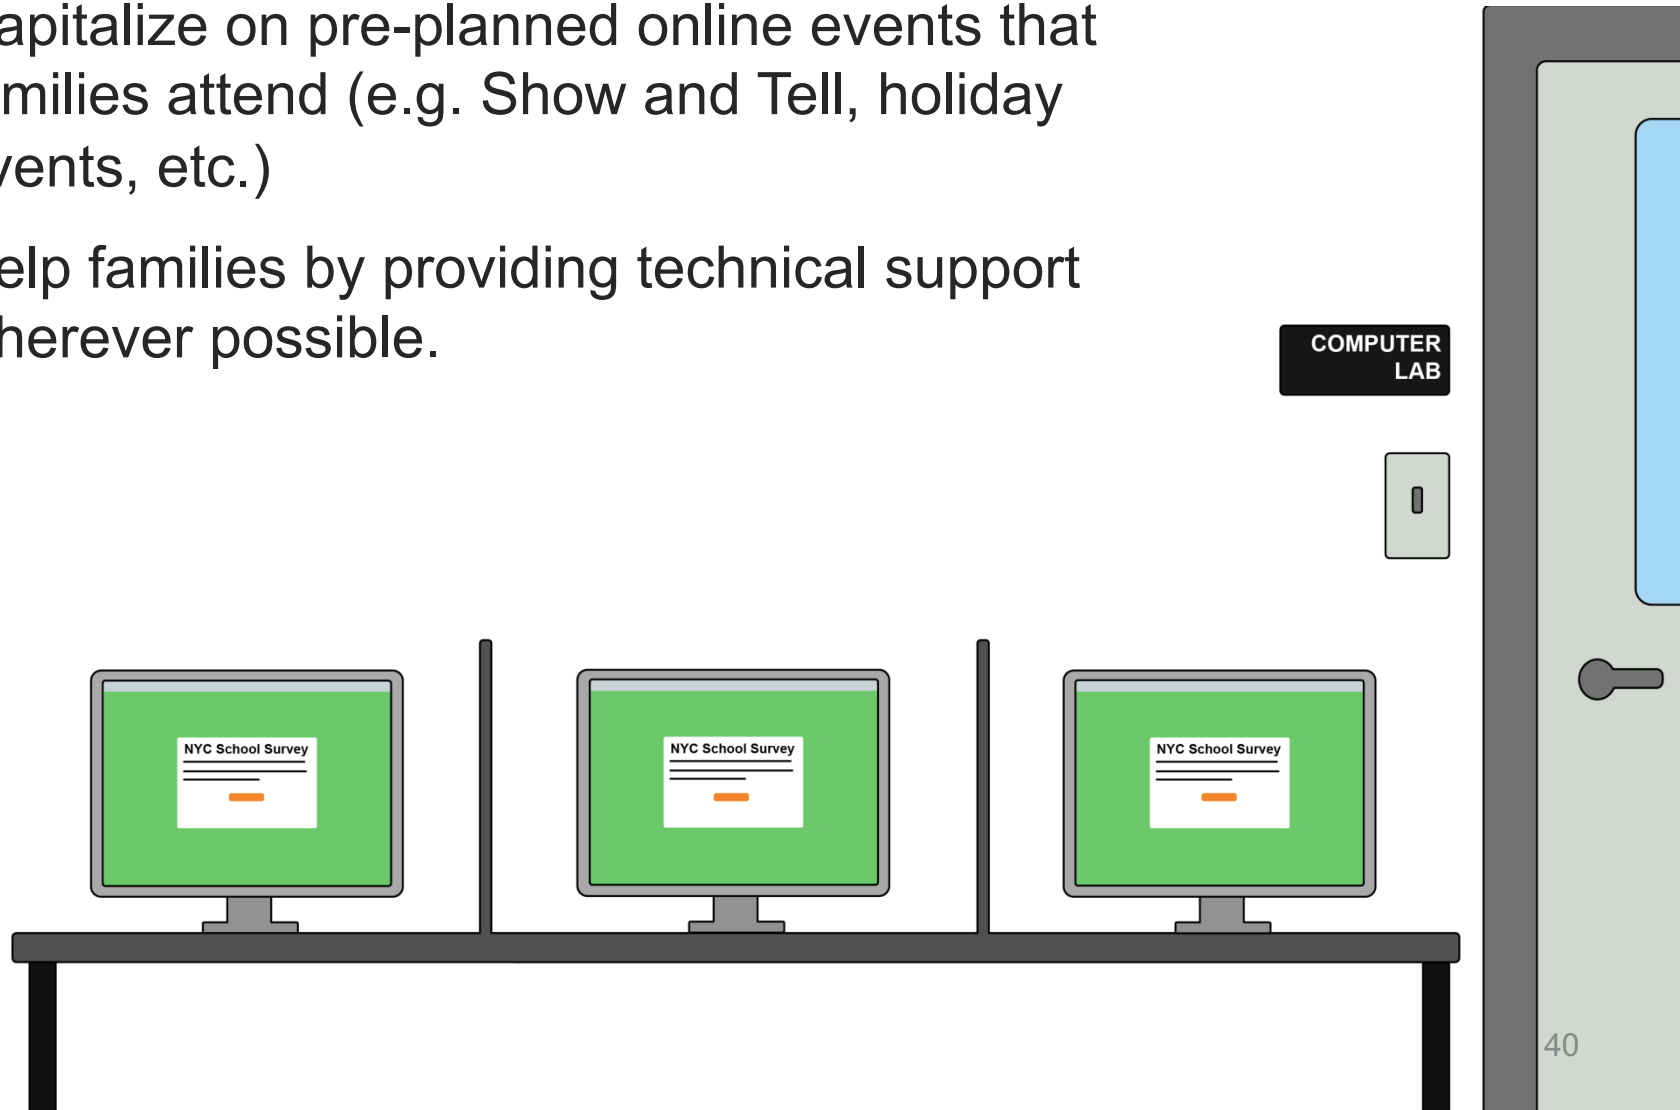 apitalize on pre-planned online events that
milies attend (e.g. Show and Tell, holiday
vents, etc.)
elp families by providing technical support
herever possible.
COMPUTER
LAB
NYC School Survey
NYC School Survey
NYC School Survey
40